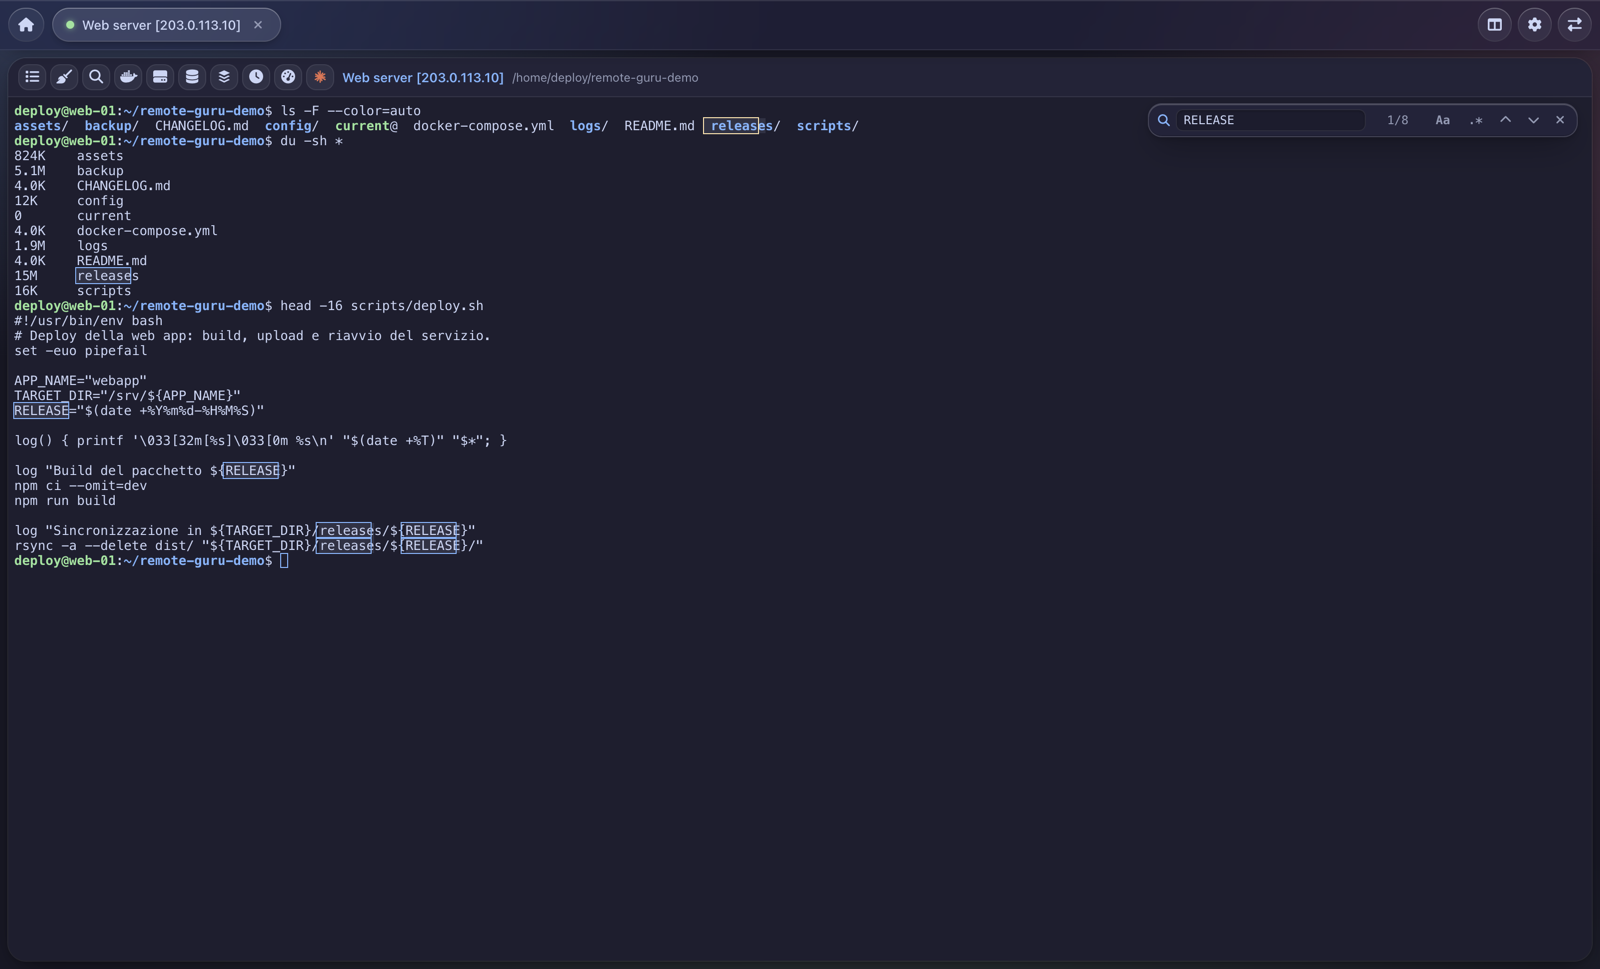 Web server [203.0.113.10]
Web server [203.0.113.10] /home/deploy/remote-guru-demo
RELEASE 1/8 Aa .*
deploy@web-01:~/remote-guru-demo$ ls -F --color=auto
assets/ backup/ CHANGELOG.md config/ current@ docker-compose.yml logs/ README.md releases/ scripts/
deploy@web-01:~/remote-guru-demo$ du -sh *
824K assets
5.1M backup
4.0K CHANGELOG.md
12K config
0 current
4.0K docker-compose.yml
1.9M logs
4.0K README.md
15M releases
16K scripts
deploy@web-01:~/remote-guru-demo$ head -16 scripts/deploy.sh
#!/usr/bin/env bash
# Deploy della web app: build, upload e riavvio del servizio.
set -euo pipefail
APP_NAME="webapp"
TARGET_DIR="/srv/${APP_NAME}"
RELEASE="$(date +%Y%m%d-%H%M%S)"
log() { printf '\033[32m[%s]\033[0m %s\n' "$(date +%T)" "$*"; }
log "Build del pacchetto ${RELEASE}"
npm ci --omit=dev
npm run build
log "Sincronizzazione in ${TARGET_DIR}/releases/${RELEASE}"
rsync -a --delete dist/ "${TARGET_DIR}/releases/${RELEASE}/"
deploy@web-01:~/remote-guru-demo$